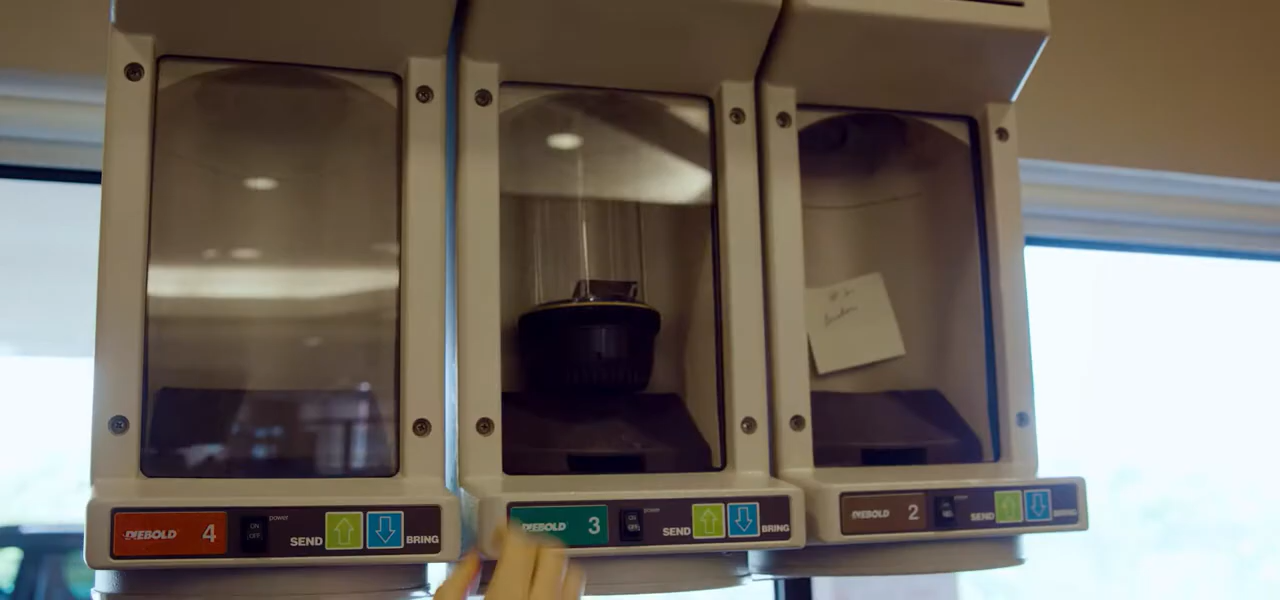 DIEBOLD 4 ON OFF power SEND BRING
DIEBOLD 3 ON OFF power SEND BRING
DIEBOLD 2 power SEND BRING